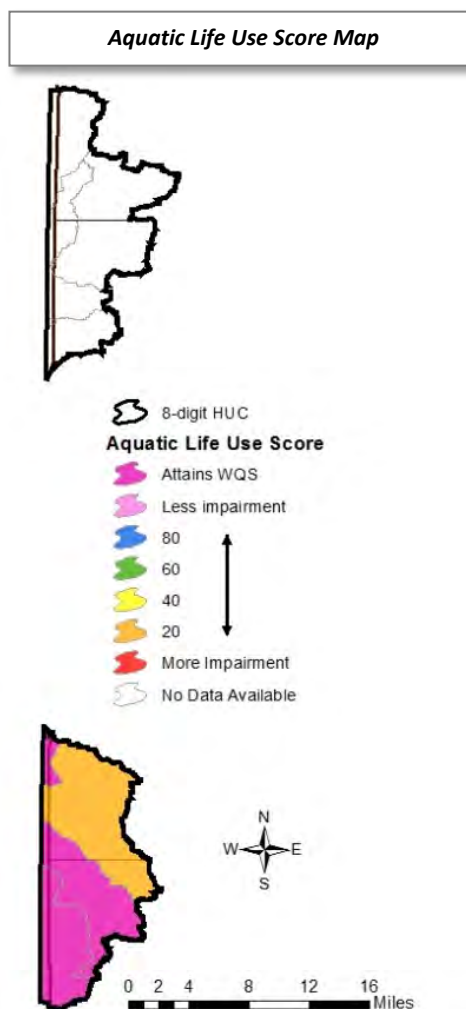 Aquatic Life Use Score Map
8-digit HUC
Aquatic Life Use Score
Attains WQS
Less impairment
80
60
40
20
More Impairment
No Data Available
N
W E
S
0 2 4 8 12 16
Miles